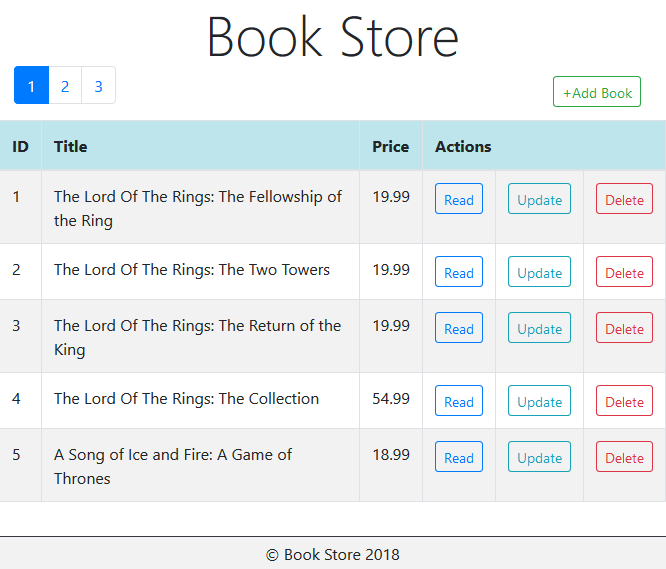 Book Store
1 2 3
+Add Book
ID Title Price Actions
1 The Lord Of The Rings: The Fellowship of 19.99 Read Update Delete
the Ring
2 The Lord Of The Rings: The Two Towers 19.99 Read Update Delete
3 The Lord Of The Rings: The Return of the 19.99 Read Update Delete
King
4 The Lord Of The Rings: The Collection 54.99 Read Update Delete
5 A Song of Ice and Fire: A Game of 18.99 Read Update Delete
Thrones
© Book Store 2018